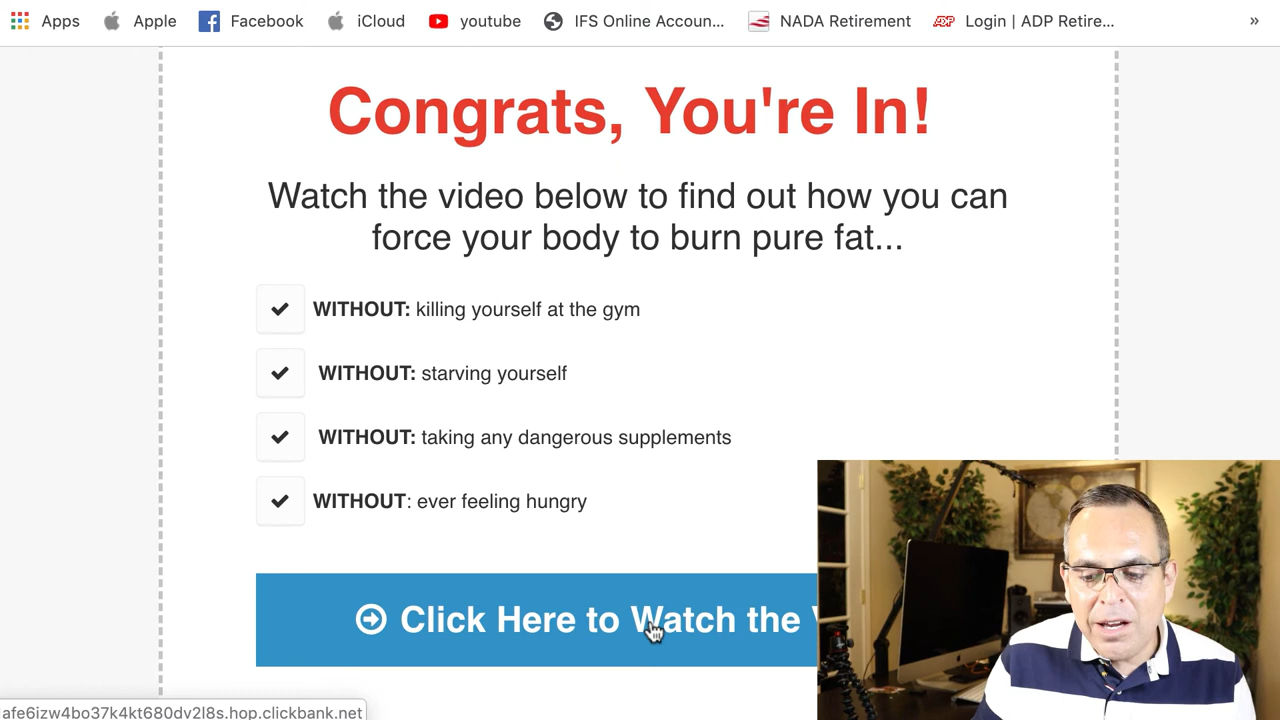 Apps Apple Facebook iCloud youtube IFS Online Accoun... NADA Retirement ADP Login | ADP Retire... »
Congrats, You're In!
Watch the video below to find out how you can
force your body to burn pure fat...
WITHOUT: killing yourself at the gym
WITHOUT: starving yourself
WITHOUT: taking any dangerous supplements
WITHOUT: ever feeling hungry
Click Here to Watch the
afe6izw4bo37k4kt680dv2l8s.hop.clickbank.net